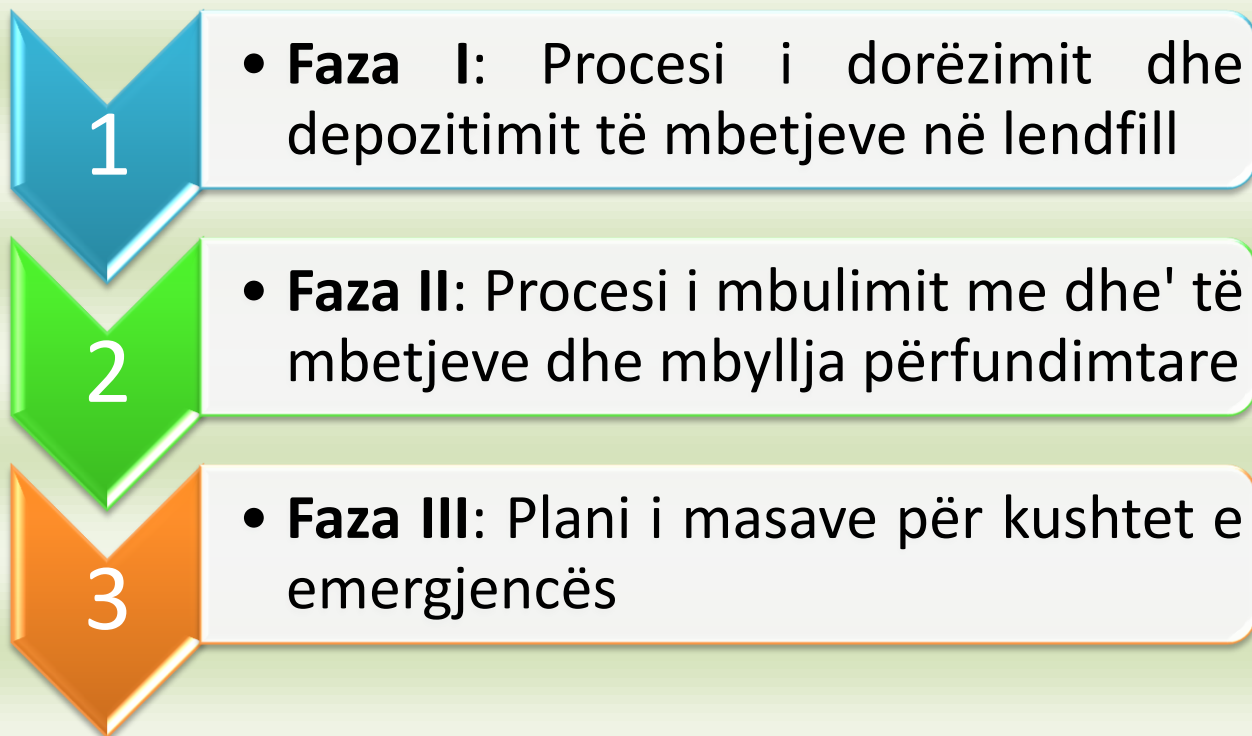 1
• Faza I: Procesi i dorëzimit dhe
depozitimit të mbetjeve në lendfill
2
• Faza II: Procesi i mbulimit me dhe' të
mbetjeve dhe mbyllja përfundimtare
3
• Faza III: Plani i masave për kushtet e
emergjencës